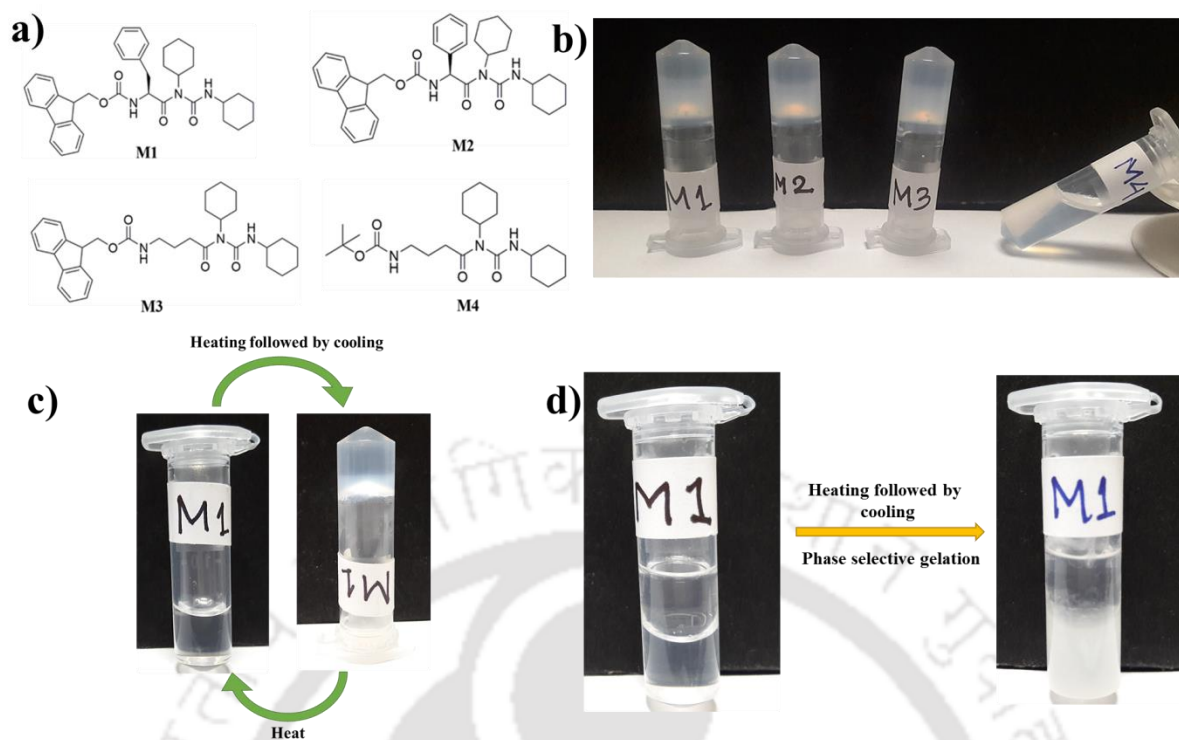 a)
M1
M2
M3
M4
b)
M1
M2
M3
M4
Heating followed by cooling
c)
M1
M1
Heat
d)
M1
Heating followed by
cooling
Phase selective gelation
M1